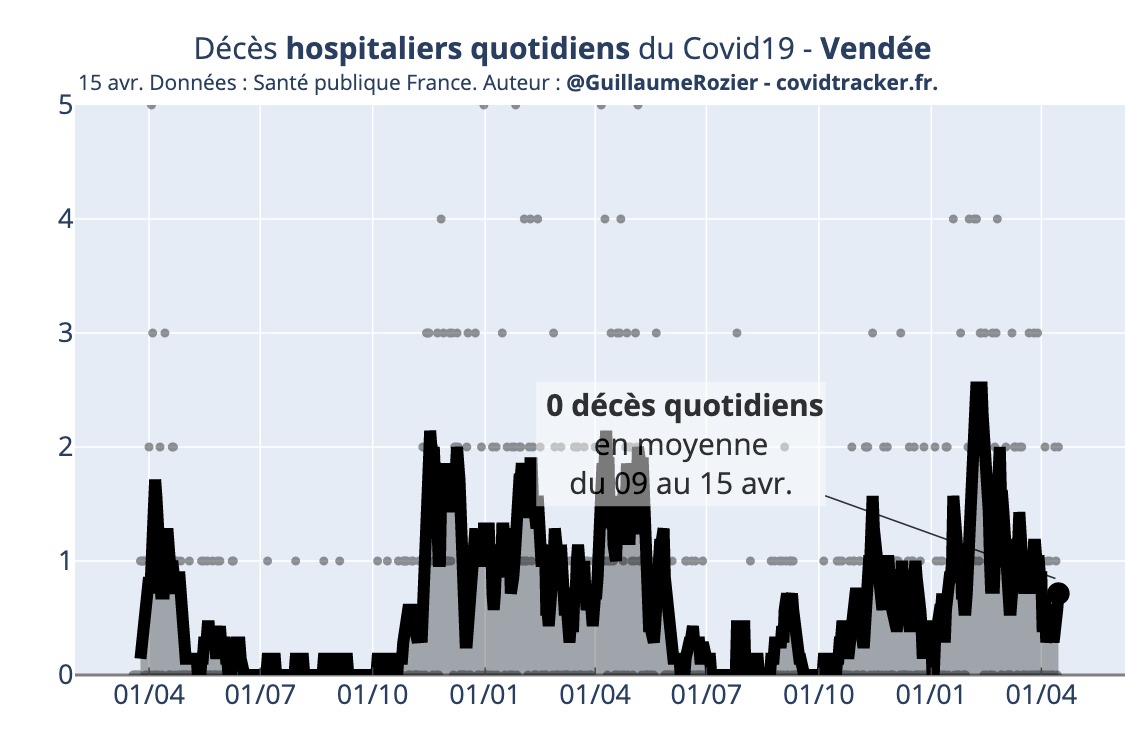 Décès hospitaliers quotidiens du Covid19 - Vendée
15 avr. Données : Santé publique France. Auteur : @GuillaumeRozier - covidtracker.fr.
5
4
3
2
1
0
0 décès quotidiens
en moyenne
du 09 au 15 avr.
01/04 01/07 01/10 01/01 01/04 01/07 01/10 01/01 01/04